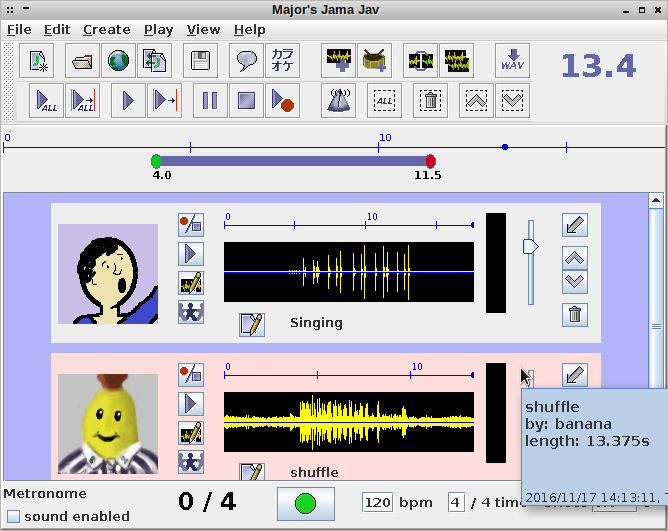 Major's Jama Jav
File Edit Create Play View Help
カラ
オケ
WAV
13.4
ALL ALL ALL
0 10
4.0 11.5
0 10
Singing
0 10
shuffle
shuffle
by: banana
length: 13.375s
2016/11/17 14:13:11,
Metronome
sound enabled
0 / 4
120 bpm 4 / 4 time